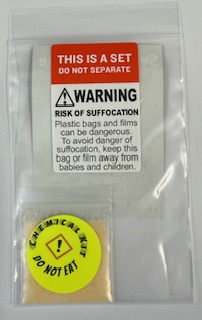 THIS IS A SET
DO NOT SEPARATE
WARNING
RISK OF SUFFOCATION
Plastic bags and films
can be dangerous.
To avoid danger of
suffocation, keep this
bag or film away from
babies and children.
CHEMICAL KIT
!
DO NOT EAT